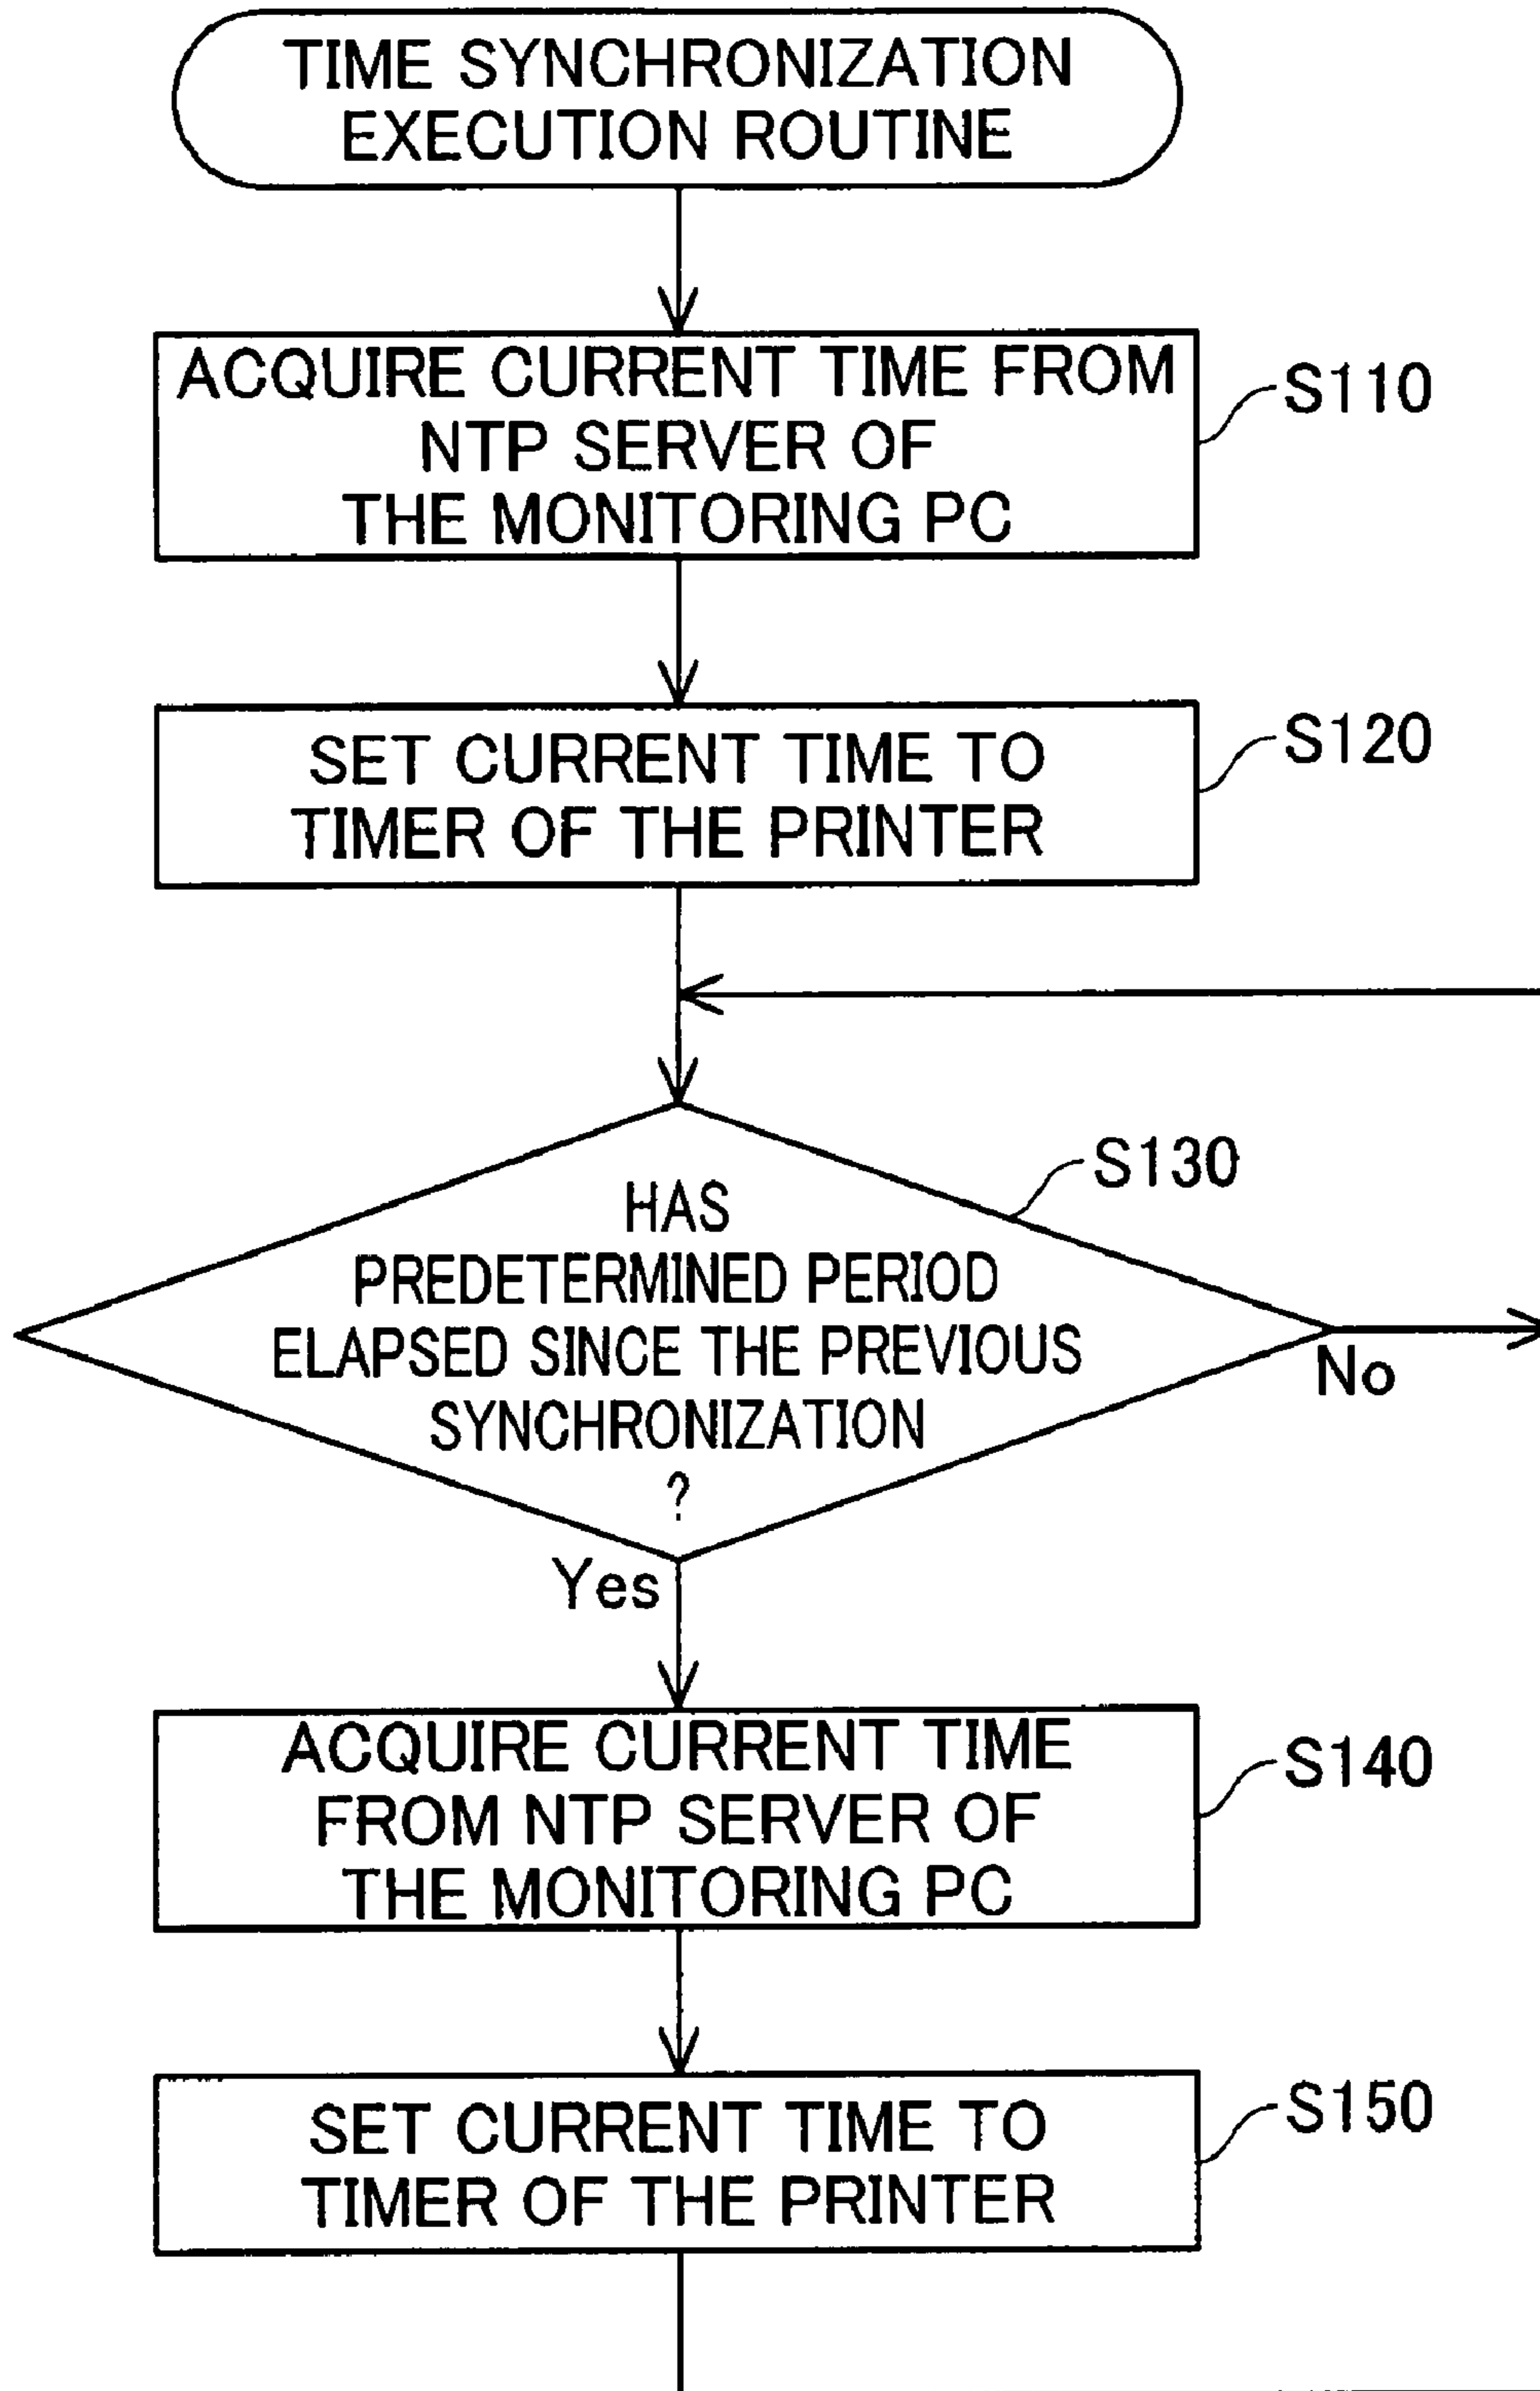 TIME SYNCHRONIZATION
EXECUTION ROUTINE
ACQUIRE CURRENT TIME FROM
NTP SERVER OF
THE MONITORING PC
S110
SET CURRENT TIME TO
TIMER OF THE PRINTER
S120
HAS
PREDETERMINED PERIOD
ELAPSED SINCE THE PREVIOUS
SYNCHRONIZATION
?
S130
No
Yes
ACQUIRE CURRENT TIME
FROM NTP SERVER OF
THE MONITORING PC
S140
SET CURRENT TIME TO
TIMER OF THE PRINTER
S150